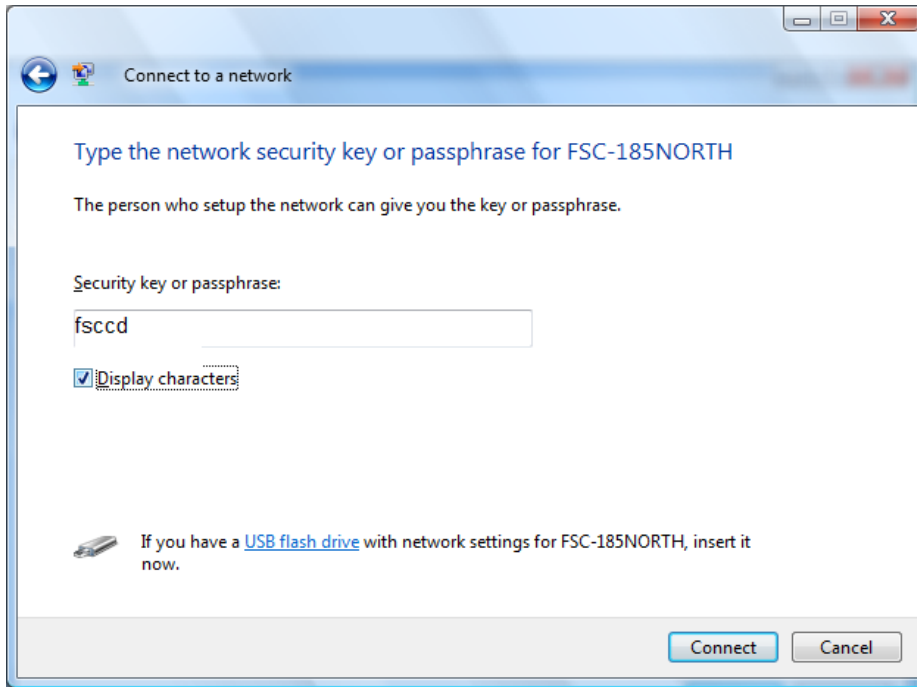 Connect to a network
Type the network security key or passphrase for FSC-185NORTH
The person who setup the network can give you the key or passphrase.
Security key or passphrase:
fsccd
Display characters
If you have a USB flash drive with network settings for FSC-185NORTH, insert it
now.
Connect Cancel